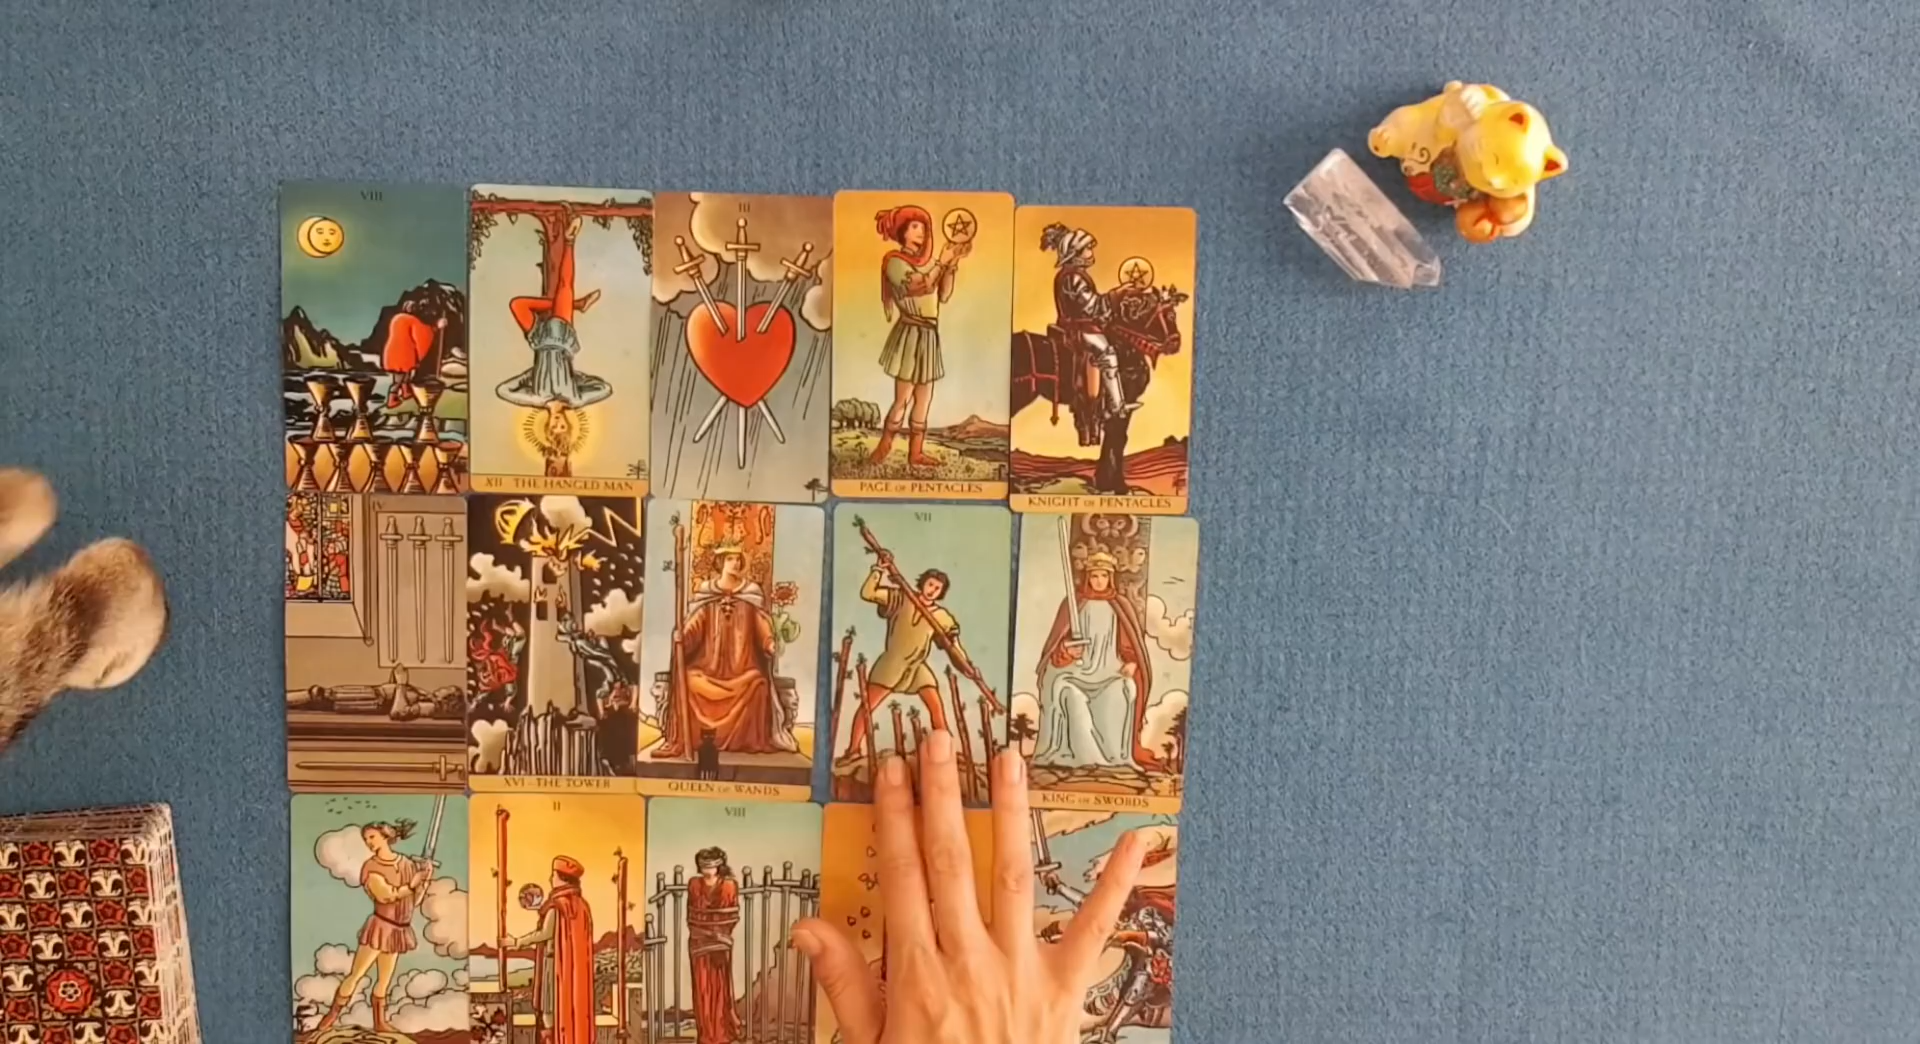 VIII
XII THE HANGED MAN
III
PAGE OF PENTACLES
KNIGHT OF PENTACLES
IV
XVI - THE TOWER
QUEEN OF WANDS
VII
KING OF SWORDS
II
VIII